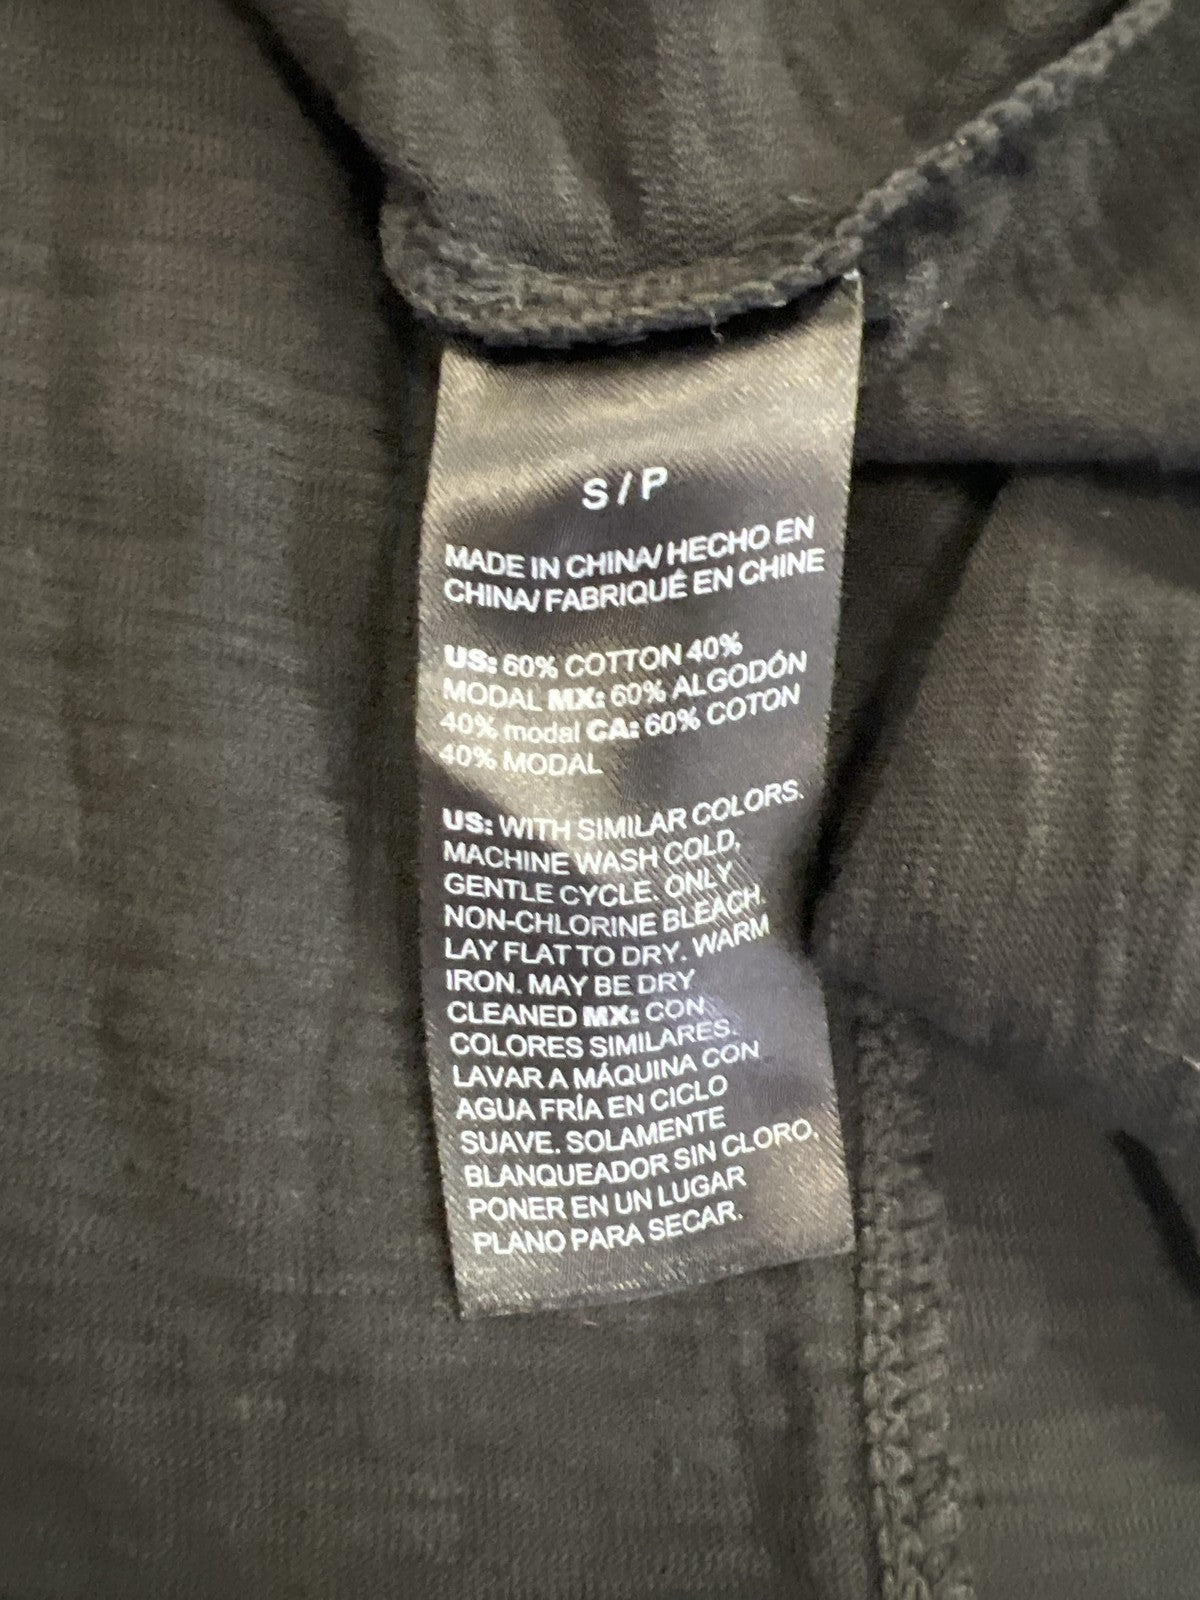 S / P
MADE IN CHINA/ HECHO EN
CHINA/ FABRIQUÉ EN CHINE
US: 60% COTTON 40%
MODAL MX: 60% ALGODÓN
40% modal CA: 60% COTON
40% MODAL
US: WITH SIMILAR COLORS.
MACHINE WASH COLD,
GENTLE CYCLE. ONLY
NON-CHLORINE BLEACH.
LAY FLAT TO DRY. WARM
IRON. MAY BE DRY
CLEANED MX: CON
COLORES SIMILARES.
LAVAR A MÁQUINA CON
AGUA FRÍA EN CICLO
SUAVE. SOLAMENTE
BLANQUEADOR SIN CLORO.
PONER EN UN LUGAR
PLANO PARA SECAR.